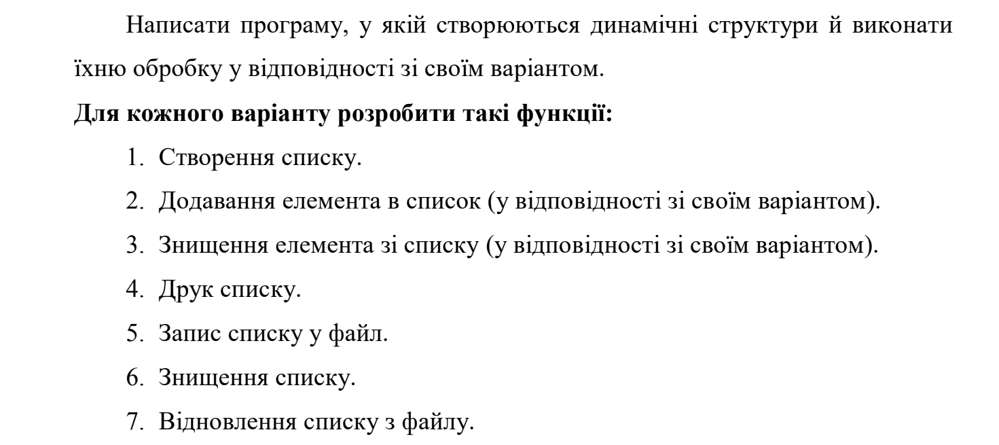 Написати програму, у якій створюються динамічні структури й виконати
їхню обробку у відповідності зі своїм варіантом.
Для кожного варіанту розробити такі функції:
1. Створення списку.
2. Додавання елемента в список (у відповідності зі своїм варіантом).
3. Знищення елемента зі списку (у відповідності зі своїм варіантом).
4. Друк списку.
5. Запис списку у файл.
6. Знищення списку.
7. Відновлення списку з файлу.